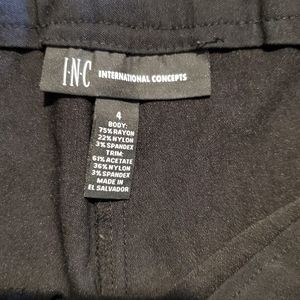 I·N·C INTERNATIONAL CONCEPTS
4
BODY:
75% RAYON
22% NYLON
3% SPANDEX
TRIM:
61% ACETATE
36% NYLON
3% SPANDEX
MADE IN
EL SALVADOR